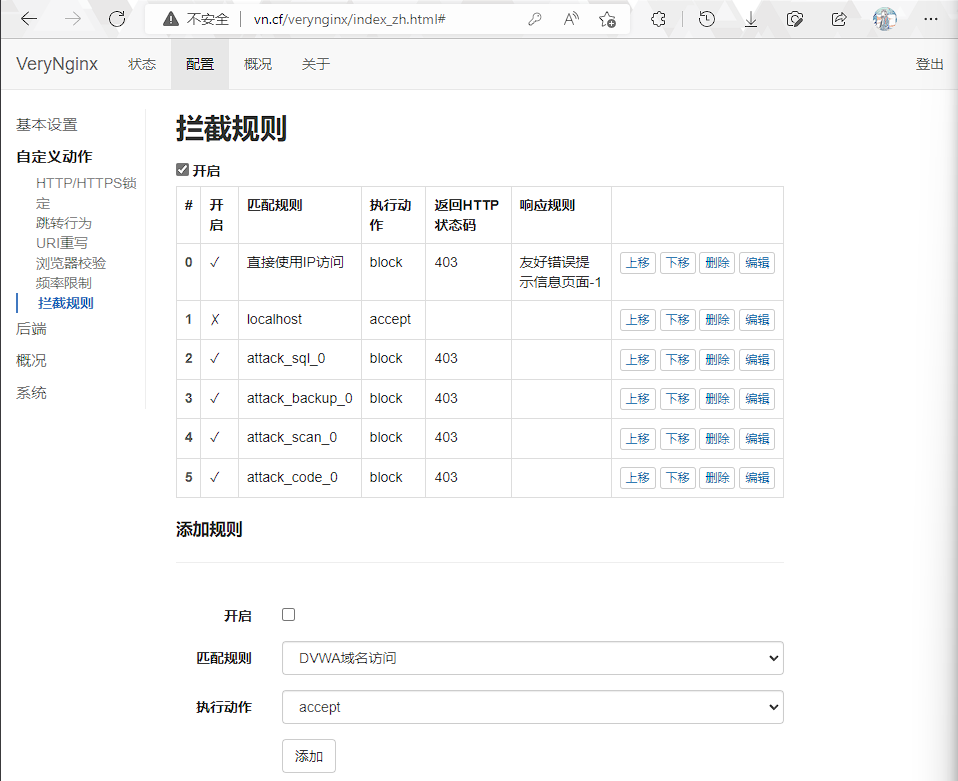 不安全 vn.cf/verynginx/index_zh.html#
VeryNginx 状态 配置 概况 关于 登出
基本设置
自定义动作
HTTP/HTTPS锁
定
跳转行为
URI重写
浏览器校验
频率限制
拦截规则
后端
概况
系统
拦截规则
开启
# 开启 匹配规则 执行动作 返回HTTP状态码 响应规则
0 ✓ 直接使用IP访问 block 403 友好错误提示信息页面-1 上移 下移 删除 编辑
1 X localhost accept 上移 下移 删除 编辑
2 ✓ attack_sql_0 block 403 上移 下移 删除 编辑
3 ✓ attack_backup_0 block 403 上移 下移 删除 编辑
4 ✓ attack_scan_0 block 403 上移 下移 删除 编辑
5 ✓ attack_code_0 block 403 上移 下移 删除 编辑
添加规则
开启
匹配规则 DVWA域名访问
执行动作 accept
添加